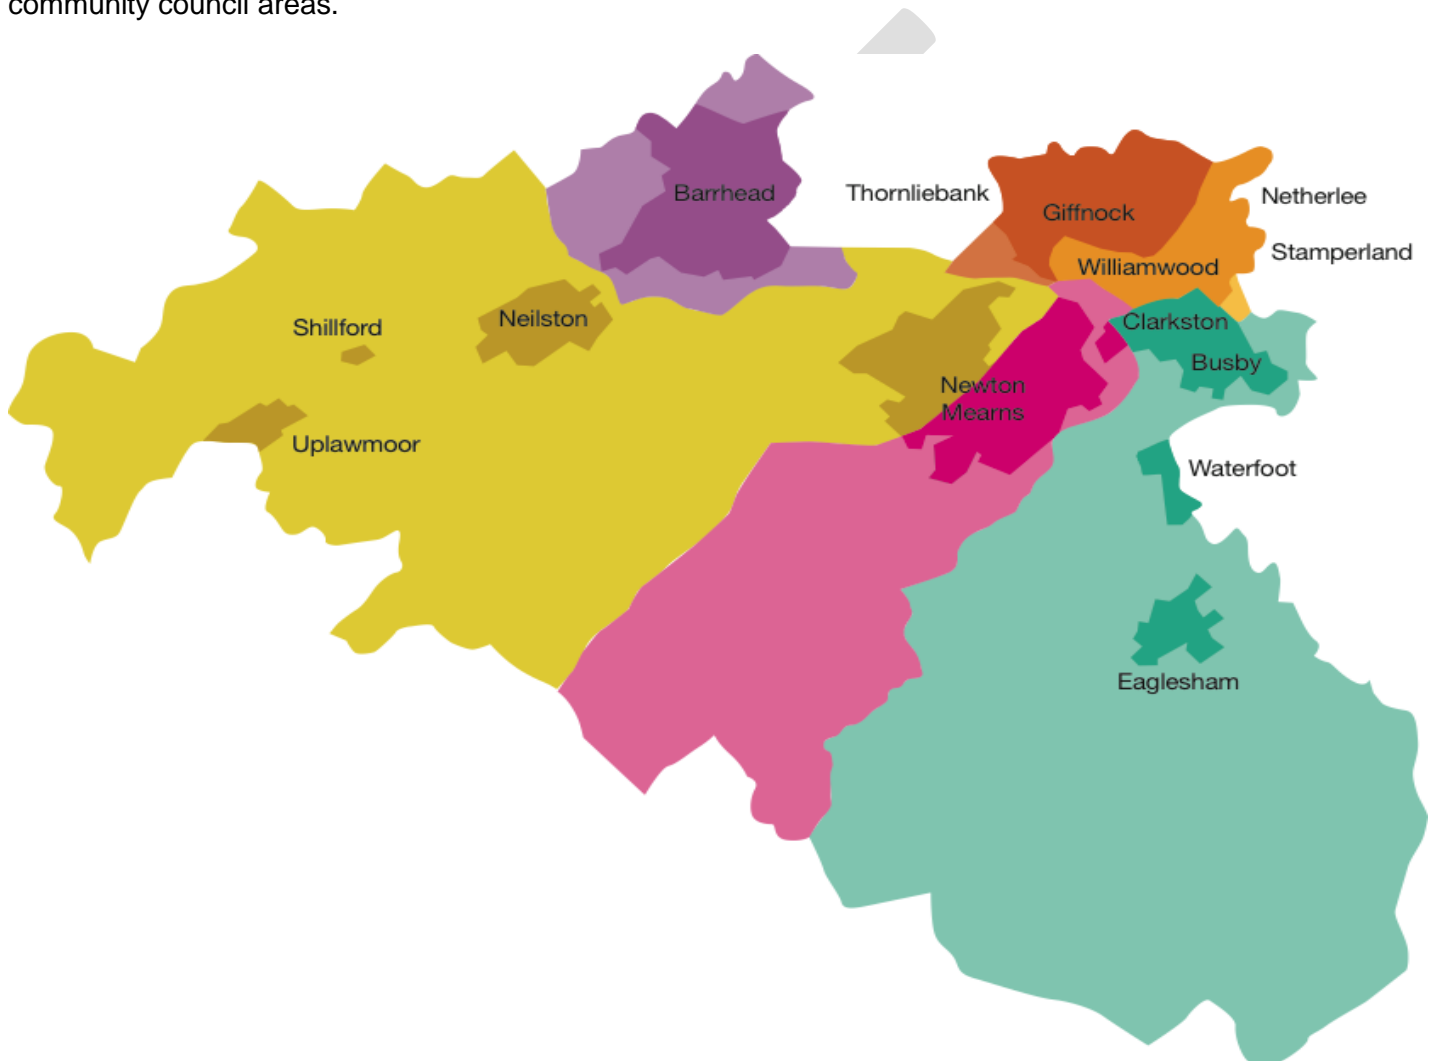 community council areas.
Barrhead
Thornliebank
Giffnock
Netherlee
Stamperland
Williamwood
Shillford
Neilston
Clarkston
Busby
Newton
Mearns
Uplawmoor
Waterfoot
Eaglesham